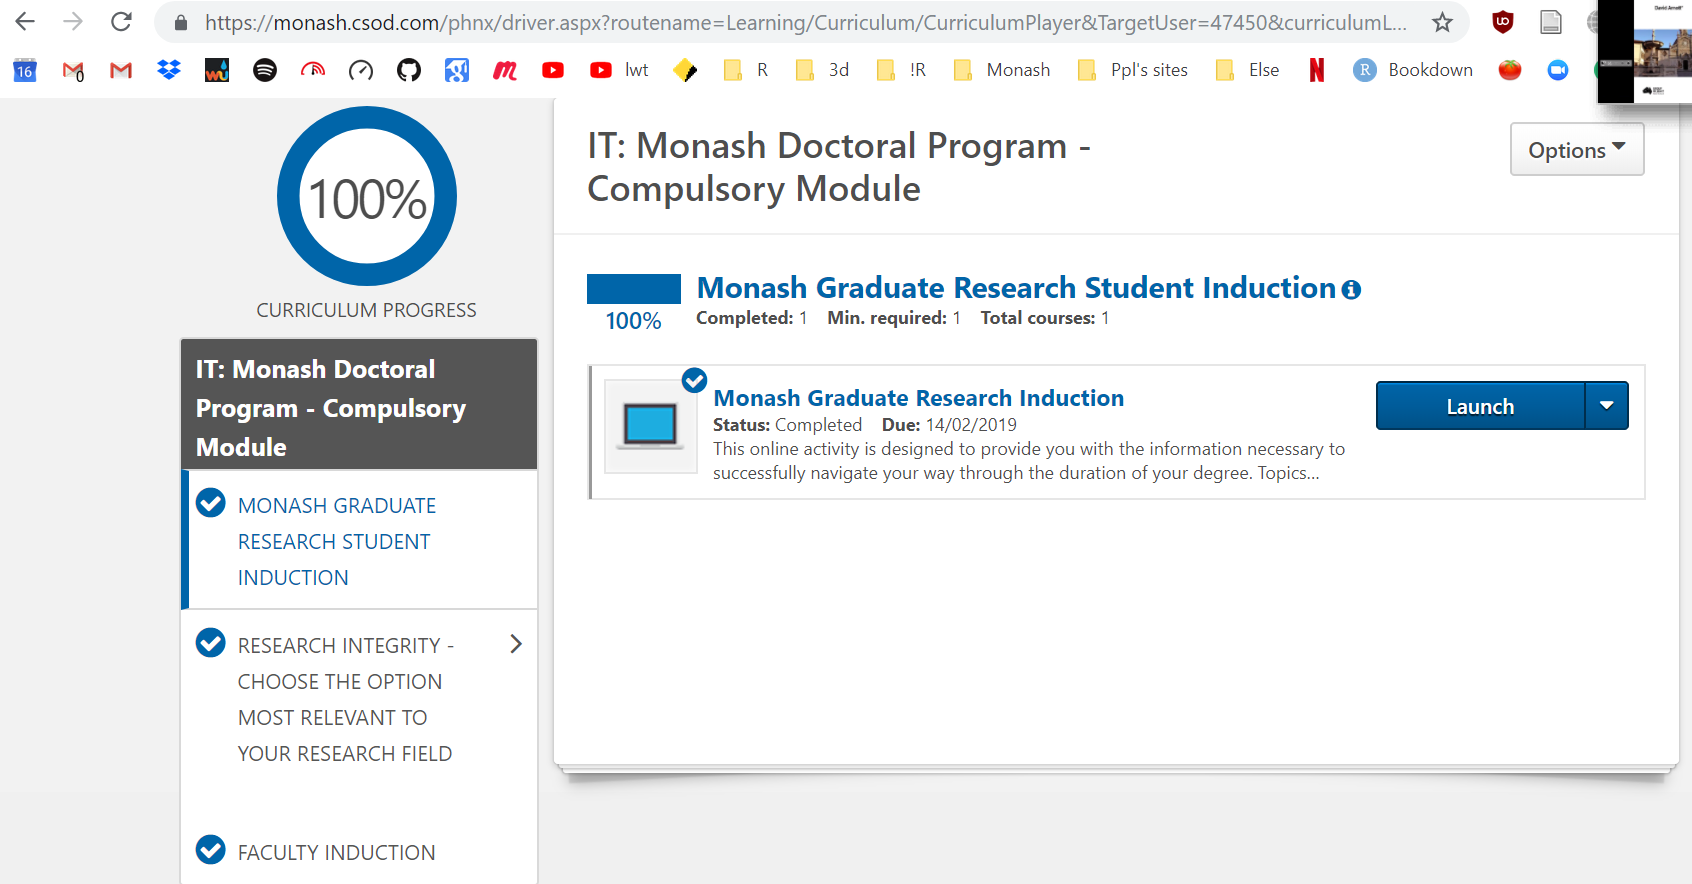 https://monash.csod.com/phnx/driver.aspx?routename=Learning/Curriculum/CurriculumPlayer&TargetUser=47450&curriculumL...
16
0
lwt
R
3d
!R
Monash
Ppl's sites
Else
N
R
Bookdown
David Arnott
100%
CURRICULUM PROGRESS
IT: Monash Doctoral
Program - Compulsory
Module
MONASH GRADUATE
RESEARCH STUDENT
INDUCTION
RESEARCH INTEGRITY -
CHOOSE THE OPTION
MOST RELEVANT TO
YOUR RESEARCH FIELD
FACULTY INDUCTION
IT: Monash Doctoral Program -
Compulsory Module
Options
Monash Graduate Research Student Induction
100%
Completed: 1 Min. required: 1 Total courses: 1
Monash Graduate Research Induction
Status: Completed Due: 14/02/2019
This online activity is designed to provide you with the information necessary to
successfully navigate your way through the duration of your degree. Topics...
Launch